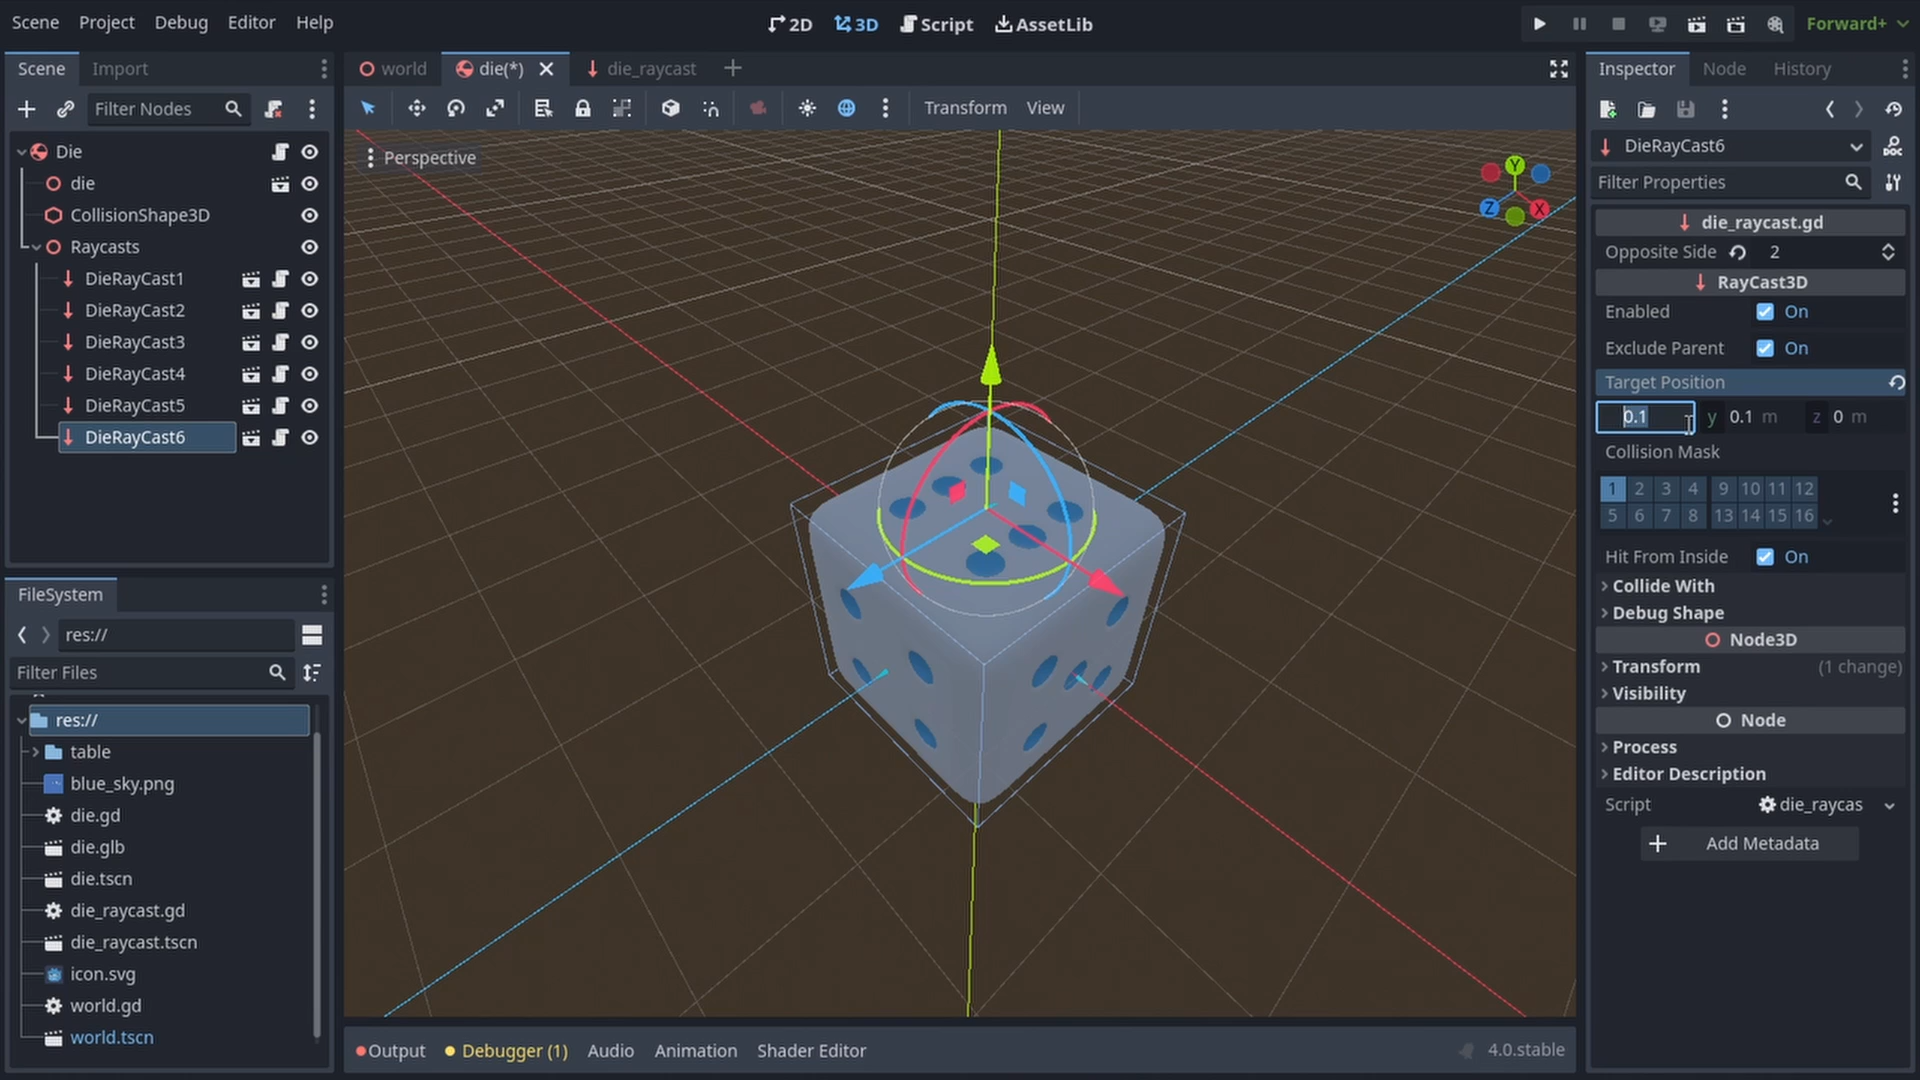 Scene Project Debug Editor Help
2D 3D Script AssetLib
Forward+
Scene Import
Filter Nodes
Die
die
CollisionShape3D
Raycasts
DieRayCast1
DieRayCast2
DieRayCast3
DieRayCast4
DieRayCast5
DieRayCast6
FileSystem
res://
Filter Files
res://
table
blue_sky.png
die.gd
die.glb
die.tscn
die_raycast.gd
die_raycast.tscn
icon.svg
world.gd
world.tscn
world die(*) die_raycast
Transform View
Perspective
Y
Z X
Output Debugger (1) Audio Animation Shader Editor 4.0.stable
Inspector Node History
DieRayCast6
Filter Properties
die_raycast.gd
Opposite Side 2
RayCast3D
Enabled On
Exclude Parent On
Target Position
0.1 y 0.1 m z 0 m
Collision Mask
1 2 3 4 9 10 11 12
5 6 7 8 13 14 15 16
Hit From Inside On
Collide With
Debug Shape
Node3D
Transform (1 change)
Visibility
Node
Process
Editor Description
Script die_raycas
Add Metadata